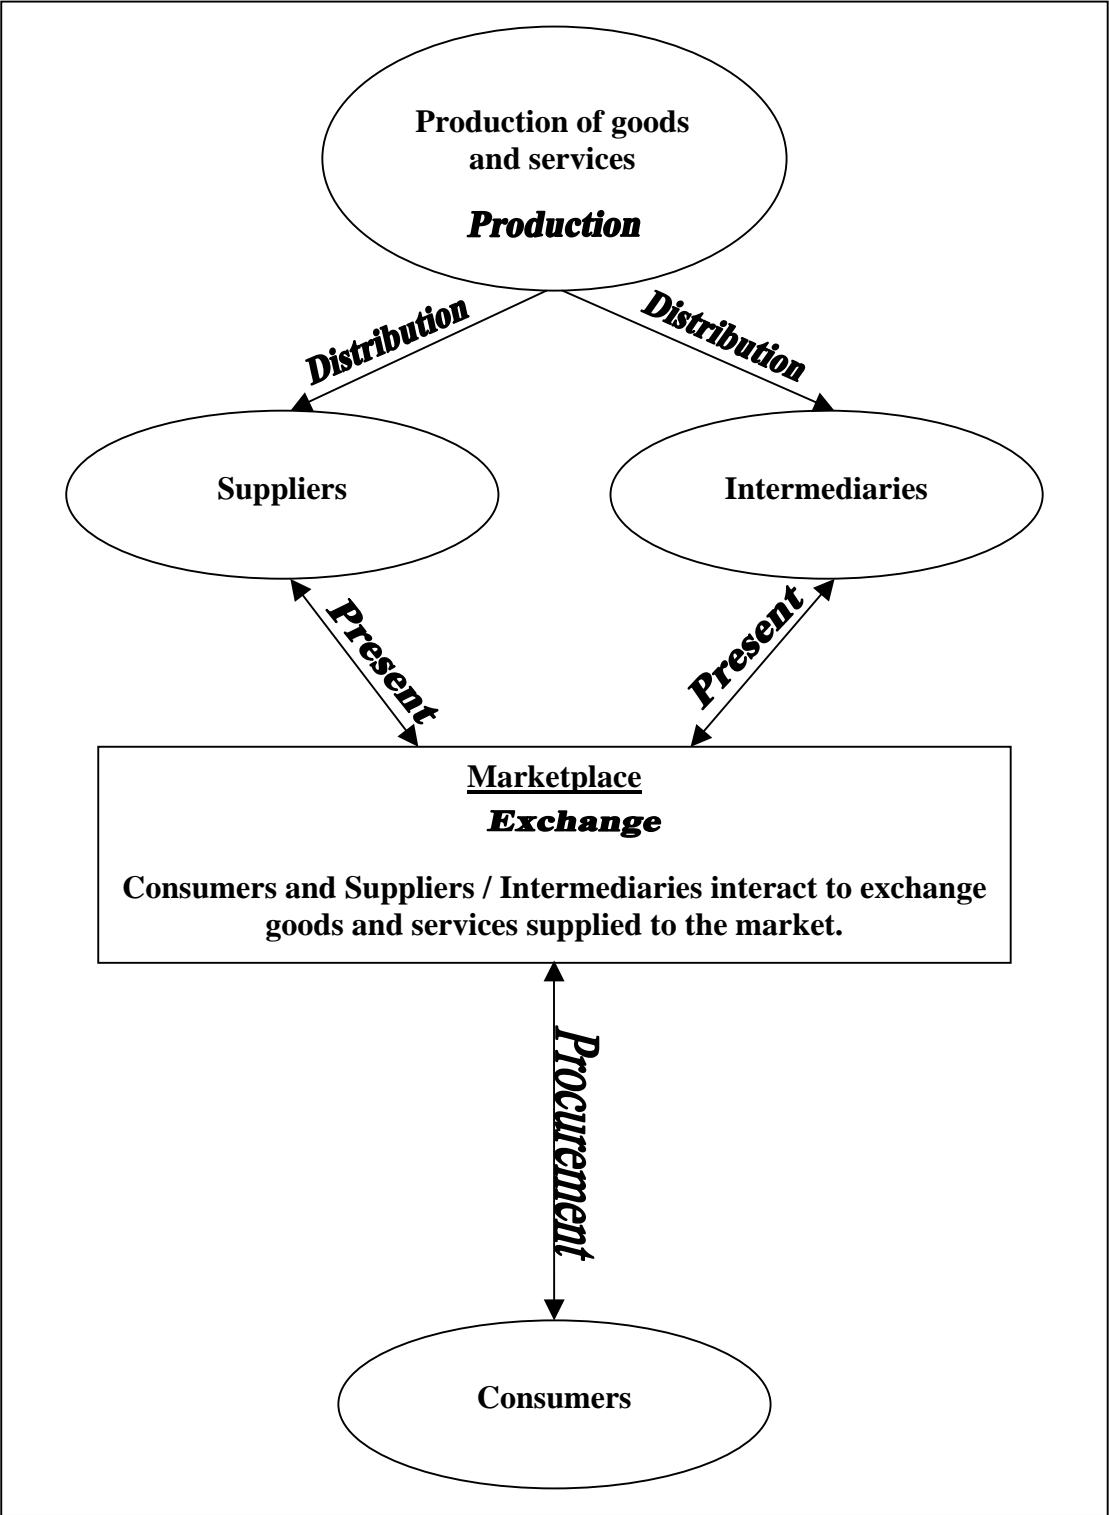 Production of goods
and services
Production
Distribution
Distribution
Suppliers
Intermediaries
Present
Present
Marketplace
Exchange
Consumers and Suppliers / Intermediaries interact to exchange
goods and services supplied to the market.
Procurement
Consumers